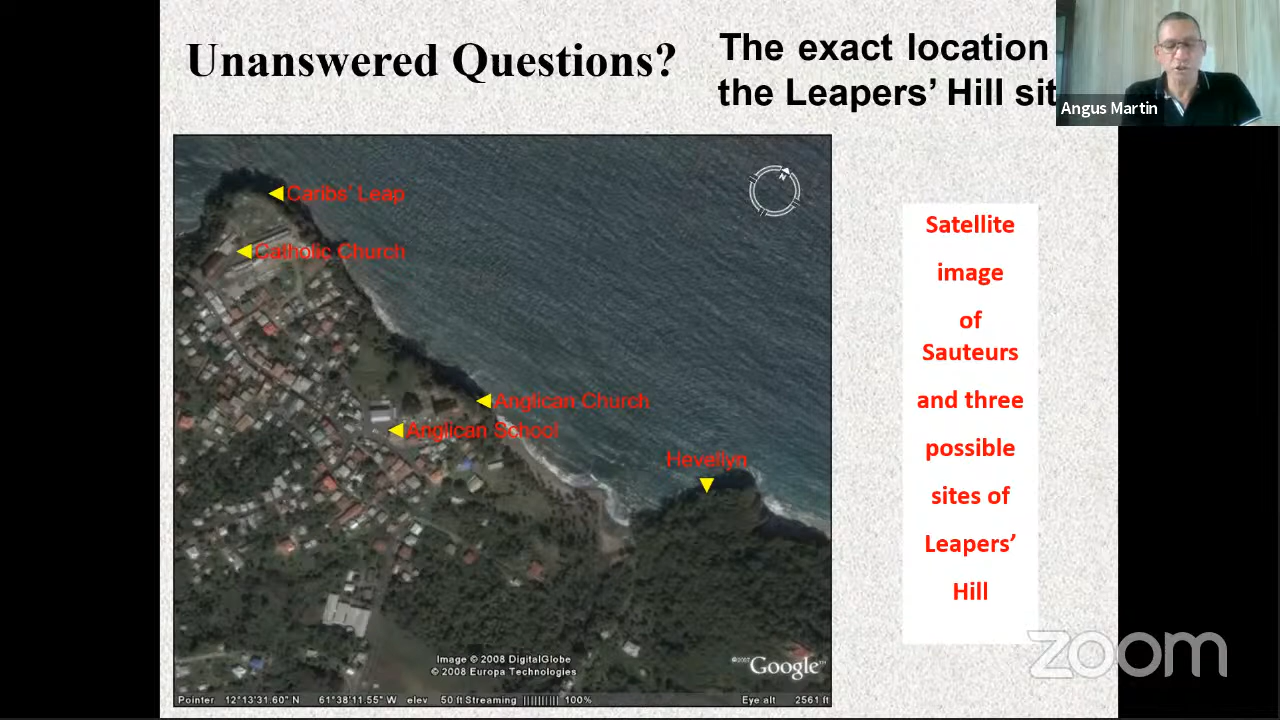 Unanswered Questions?
The exact location
the Leapers' Hill sit
Angus Martin
Caribs' Leap
Catholic Church
N
Anglican Church
Anglican School
Hevellyn
Image © 2008 DigitalGlobe
© 2008 Europa Technologies
©2007 Google™
Pointer 12°13'31.60" N 61°38'11.55" W elev 50 ft Streaming |||||||||| 100% Eye alt 2561 ft
Satellite
image
of
Sauteurs
and three
possible
sites of
Leapers'
Hill
zoom